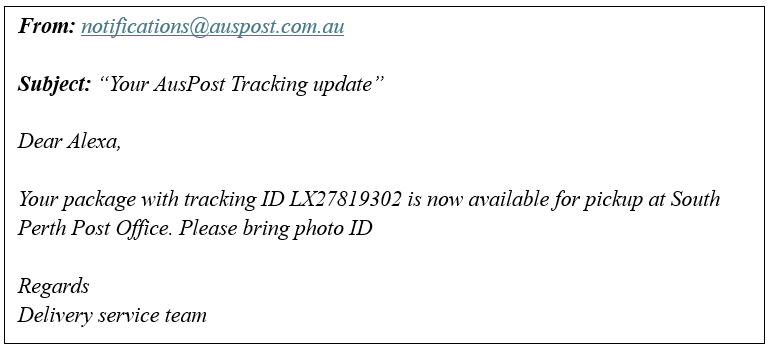 From: notifications@auspost.com.au
Subject: “Your AusPost Tracking update”
Dear Alexa,
Your package with tracking ID LX27819302 is now available for pickup at South
Perth Post Office. Please bring photo ID
Regards
Delivery service team